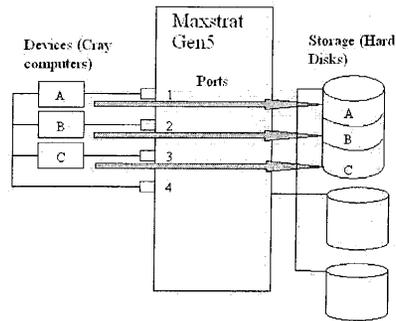 Maxstrat
Gen5
Devices (Cray
computers)
Storage (Hard
Disks)
Ports
A
1
A
B
2
B
C
3
C
4